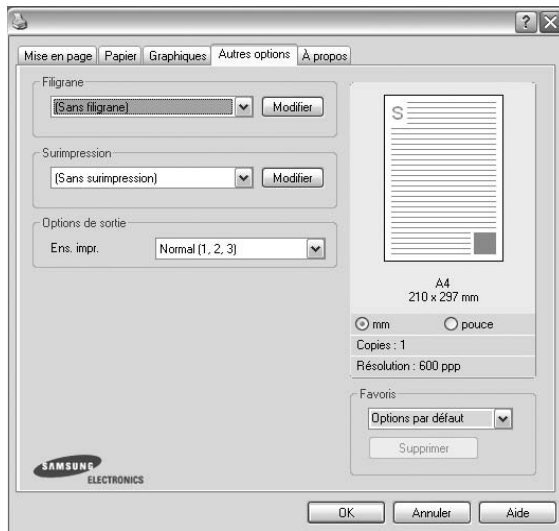 Mise en page Papier Graphiques Autres options À propos
Filigrane
(Sans filigrane) Modifier
Surimpression
(Sans surimpression) Modifier
Options de sortie
Ens. impr. Normal (1, 2, 3)
S
A4
210 x 297 mm
mm pouce
Copies : 1
Résolution : 600 ppp
Favoris
Options par défaut
Supprimer
SAMSUNG
ELECTRONICS
OK Annuler Aide